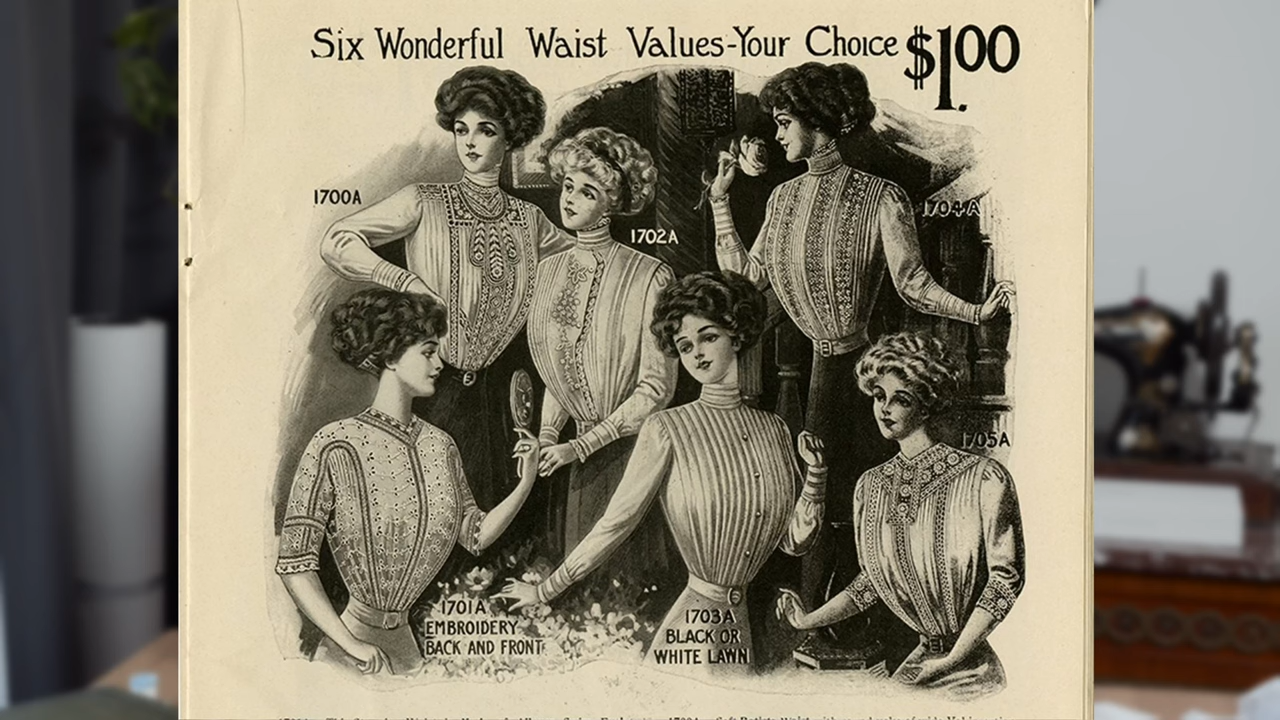 Six Wonderful Waist Values-Your Choice $1.00
1700A
1702A
1704A
1705A
1701A
EMBROIDERY
BACK AND FRONT
1703A
BLACK OR
WHITE LAWN